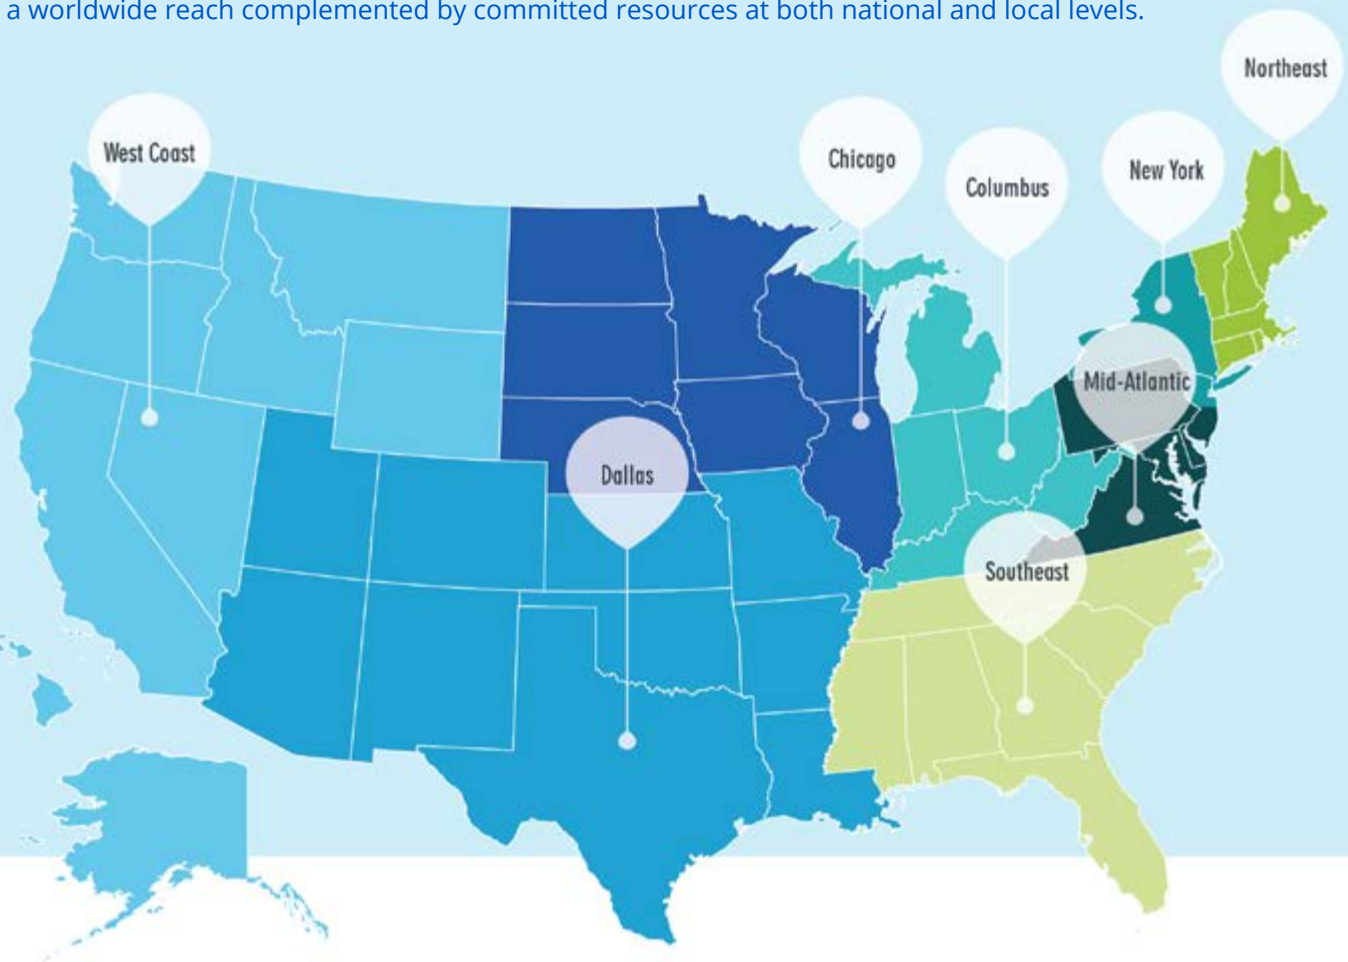 a worldwide reach complemented by committed resources at both national and local levels.
Northeast
West Coast
Chicago
New York
Columbus
Mid-Atlantic
Dallas
Southeast